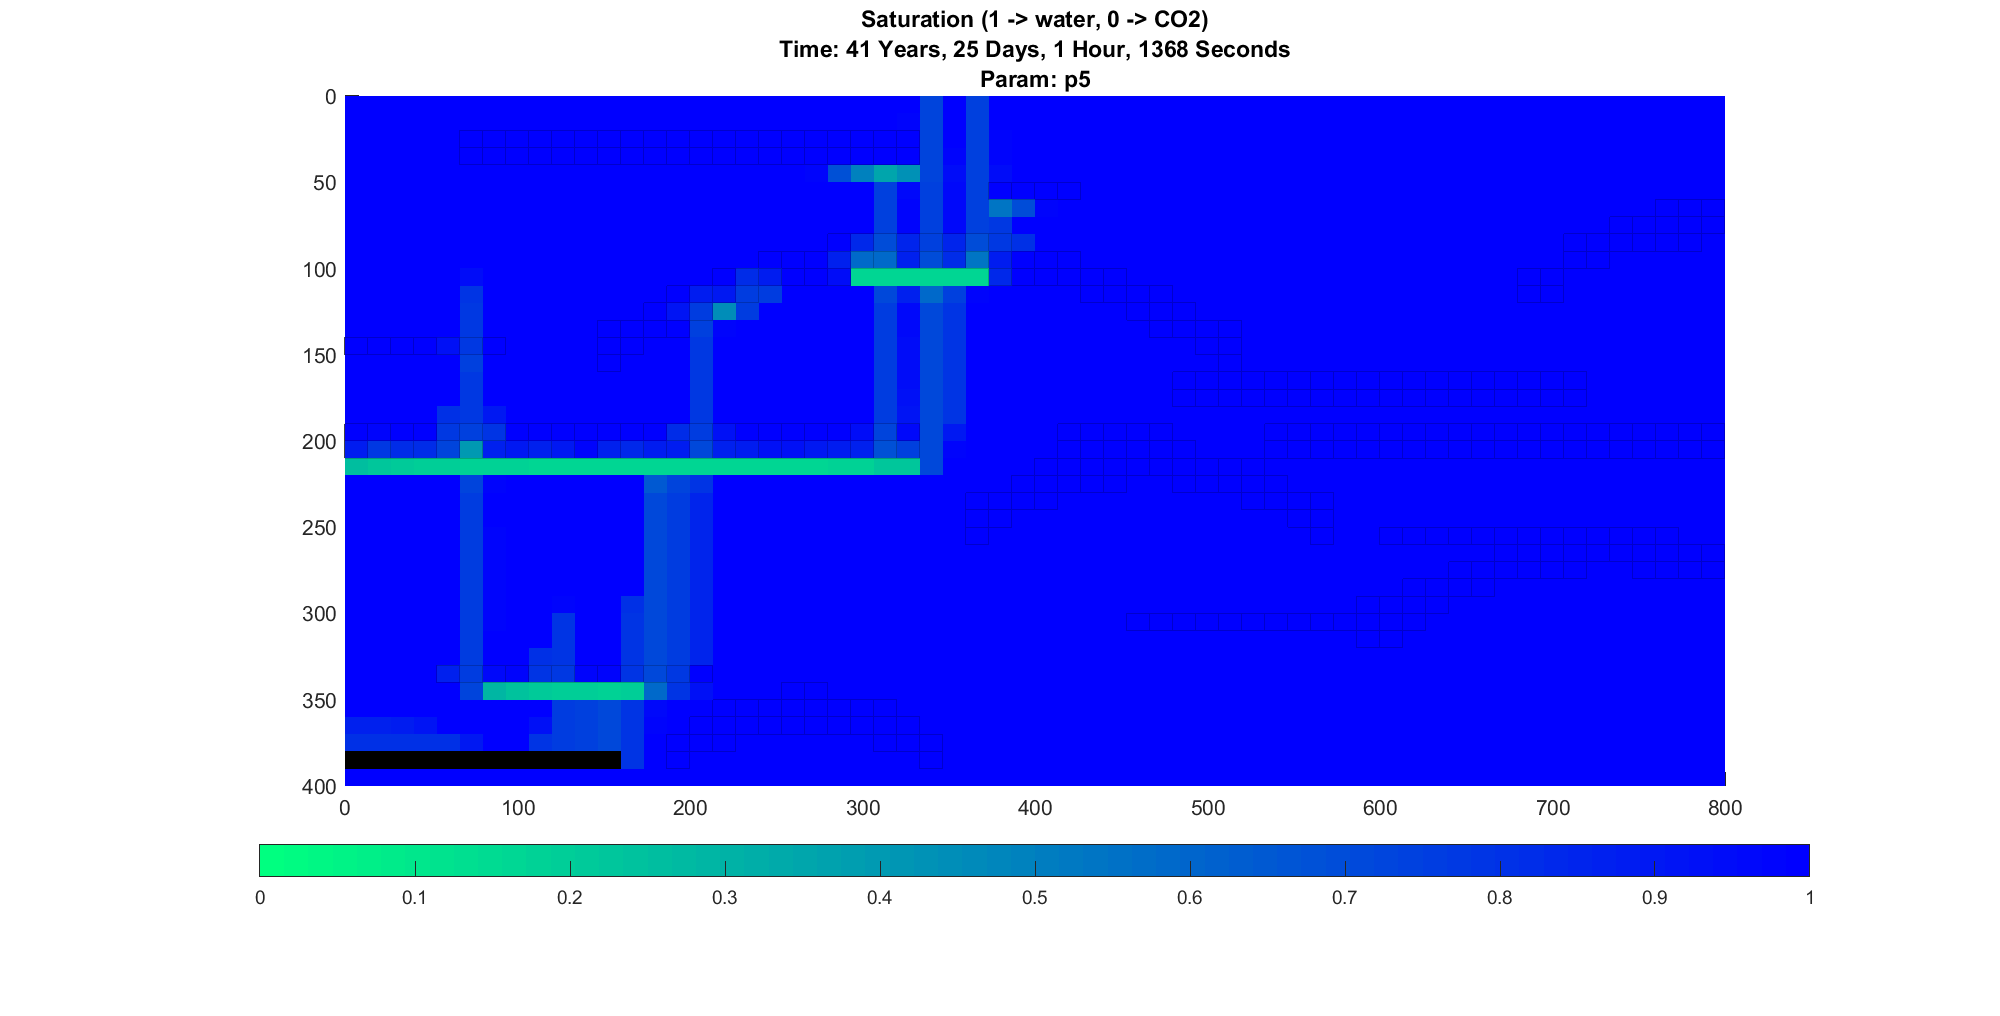 Saturation (1 -> water, 0 -> CO2)
Time: 41 Years, 25 Days, 1 Hour, 1368 Seconds
Param: p5
0
50
100
150
200
250
300
350
400
0 100 200 300 400 500 600 700 800
0 0.1 0.2 0.3 0.4 0.5 0.6 0.7 0.8 0.9 1